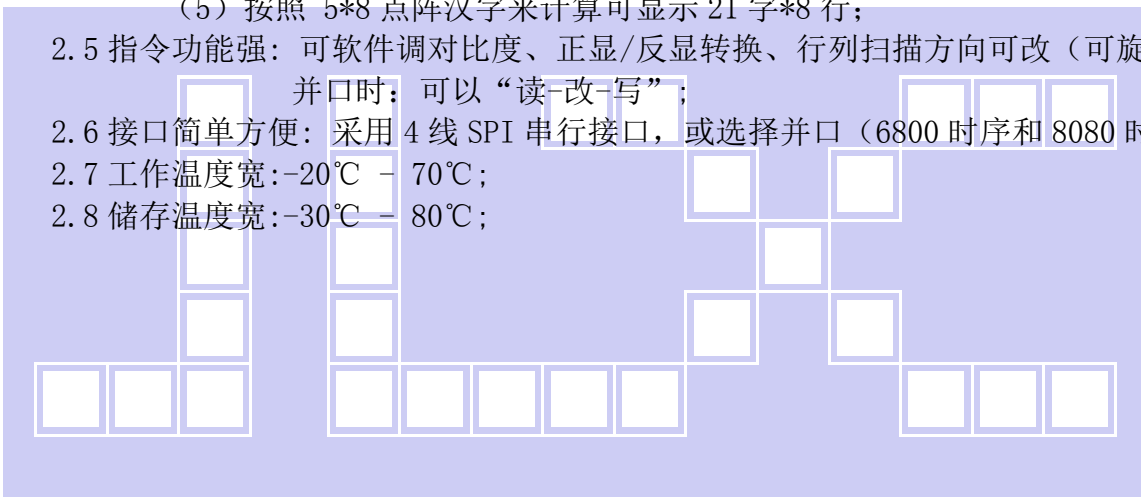 (5)按照 5*8 点阵汉字来计算可显示 21 字*8 行;
2.5 指令功能强: 可软件调对比度、正显/反显转换、行列扫描方向可改（可旋
并口时：可以“读-改-写”;
2.6 接口简单方便: 采用 4 线 SPI 串行接口，或选择并口（6800 时序和 8080 时
2.7 工作温度宽:-20℃ - 70℃;
2.8 储存温度宽:-30℃ - 80℃;